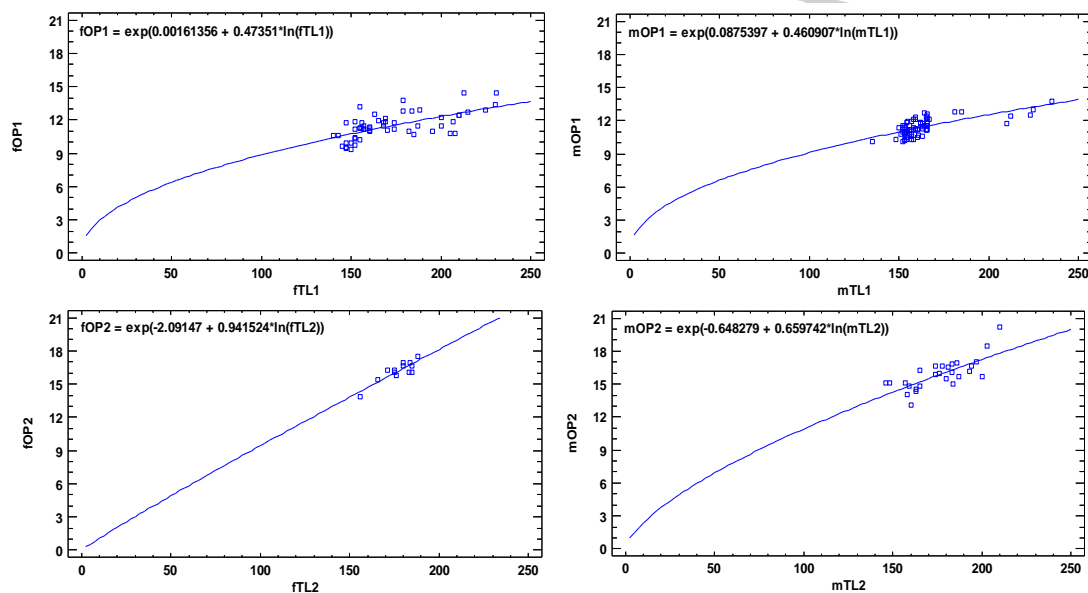 fOP1 = exp(0.00161356 + 0.47351*ln(fTL1))
21
18
15
12
9
6
3
0
fOP1
0 50 100 150 200 250
fTL1
mOP1 = exp(0.0875397 + 0.460907*ln(mTL1))
21
18
15
12
9
6
3
0
mOP1
0 50 100 150 200 250
mTL1
fOP2 = exp(-2.09147 + 0.941524*ln(fTL2))
21
18
15
12
9
6
3
0
fOP2
0 50 100 150 200 250
fTL2
mOP2 = exp(-0.648279 + 0.659742*ln(mTL2))
21
18
15
12
9
6
3
0
mOP2
0 50 100 150 200 250
mTL2